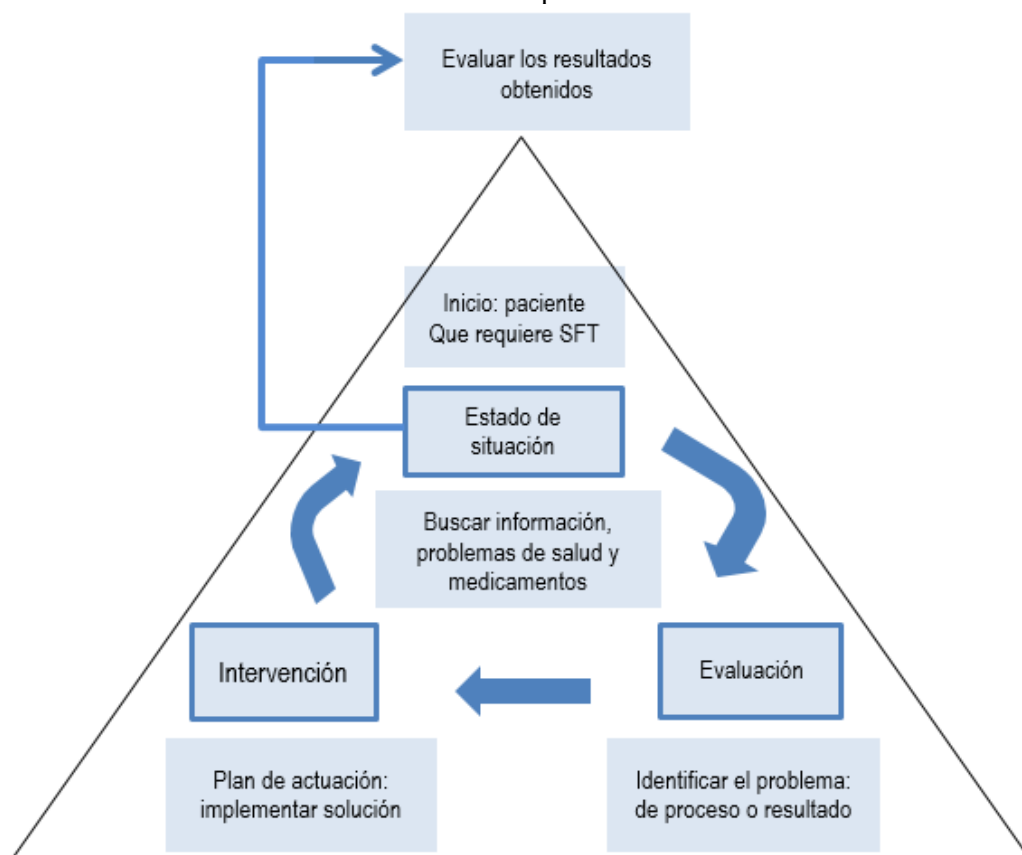 Evaluar los resultados
obtenidos
Inicio: paciente
Que requiere SFT
Estado de
situación
Buscar información,
problemas de salud y
medicamentos
Intervención
Evaluación
Plan de actuación:
implementar solución
Identificar el problema:
de proceso o resultado